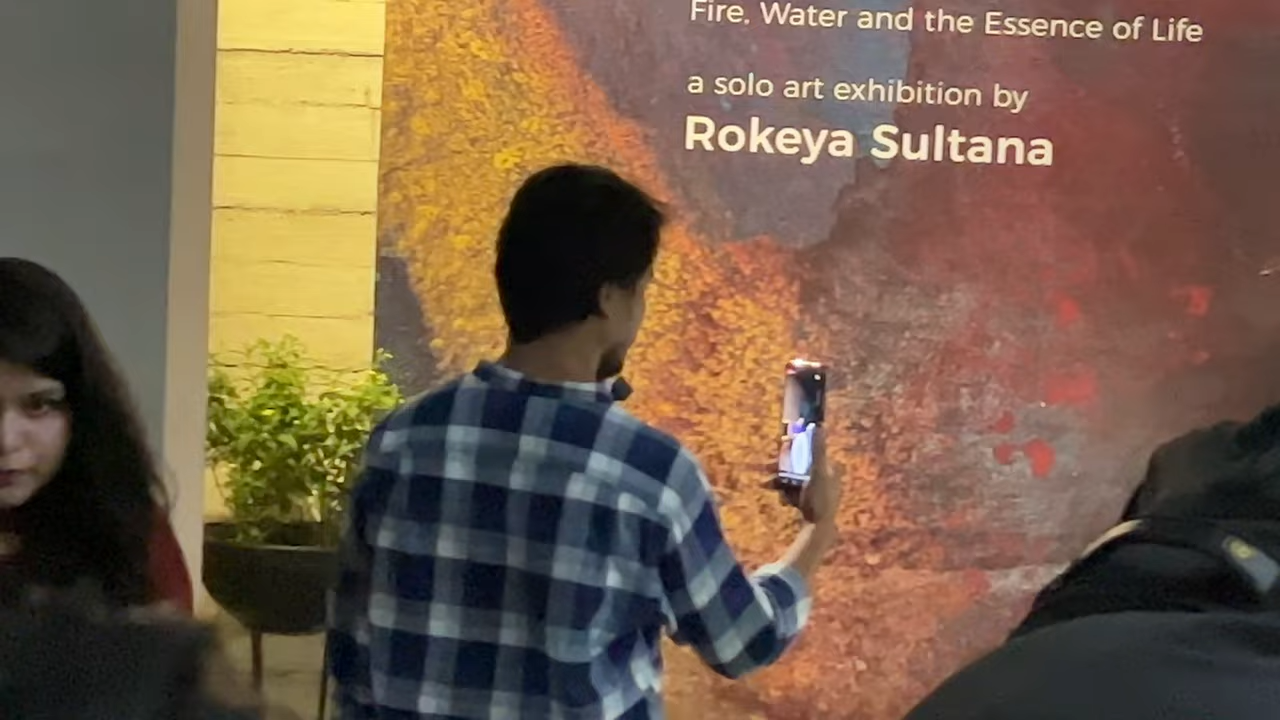 Fire, Water and the Essence of Life
a solo art exhibition by
Rokeya Sultana